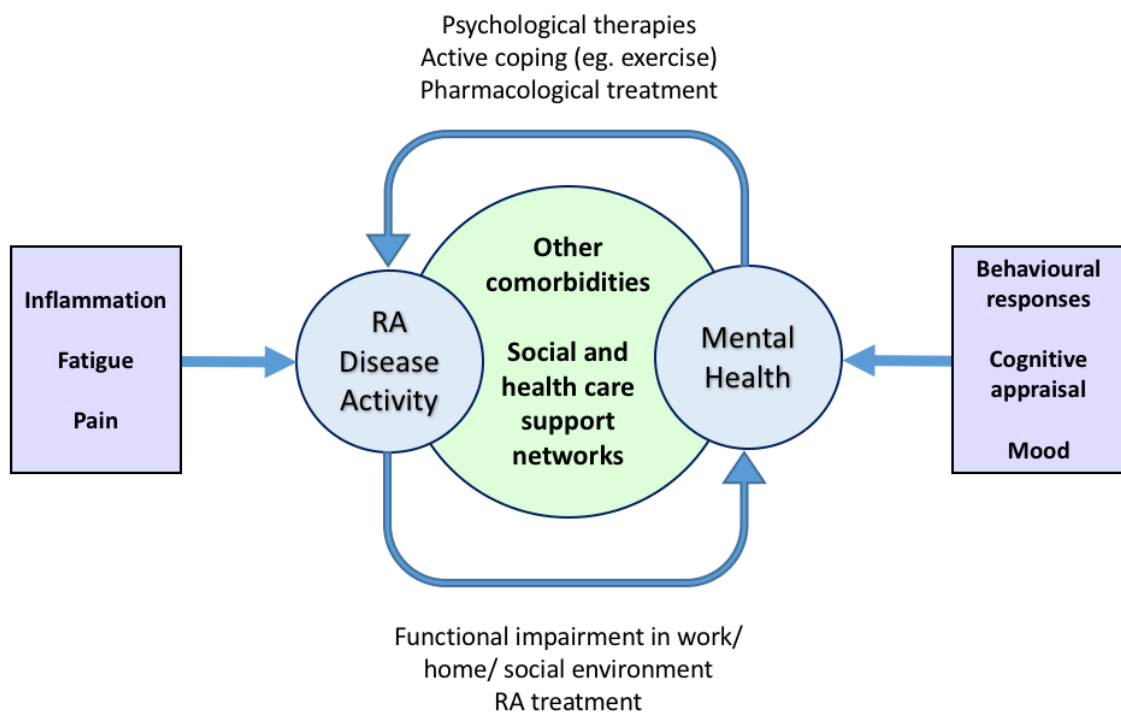 Psychological therapies
Active coping (eg. exercise)
Pharmacological treatment
Inflammation
Fatigue
Pain
RA
Disease
Activity
Other
comorbidities
Social and
health care
support
networks
Mental
Health
Behavioural
responses
Cognitive
appraisal
Mood
Functional impairment in work/
home/ social environment
RA treatment